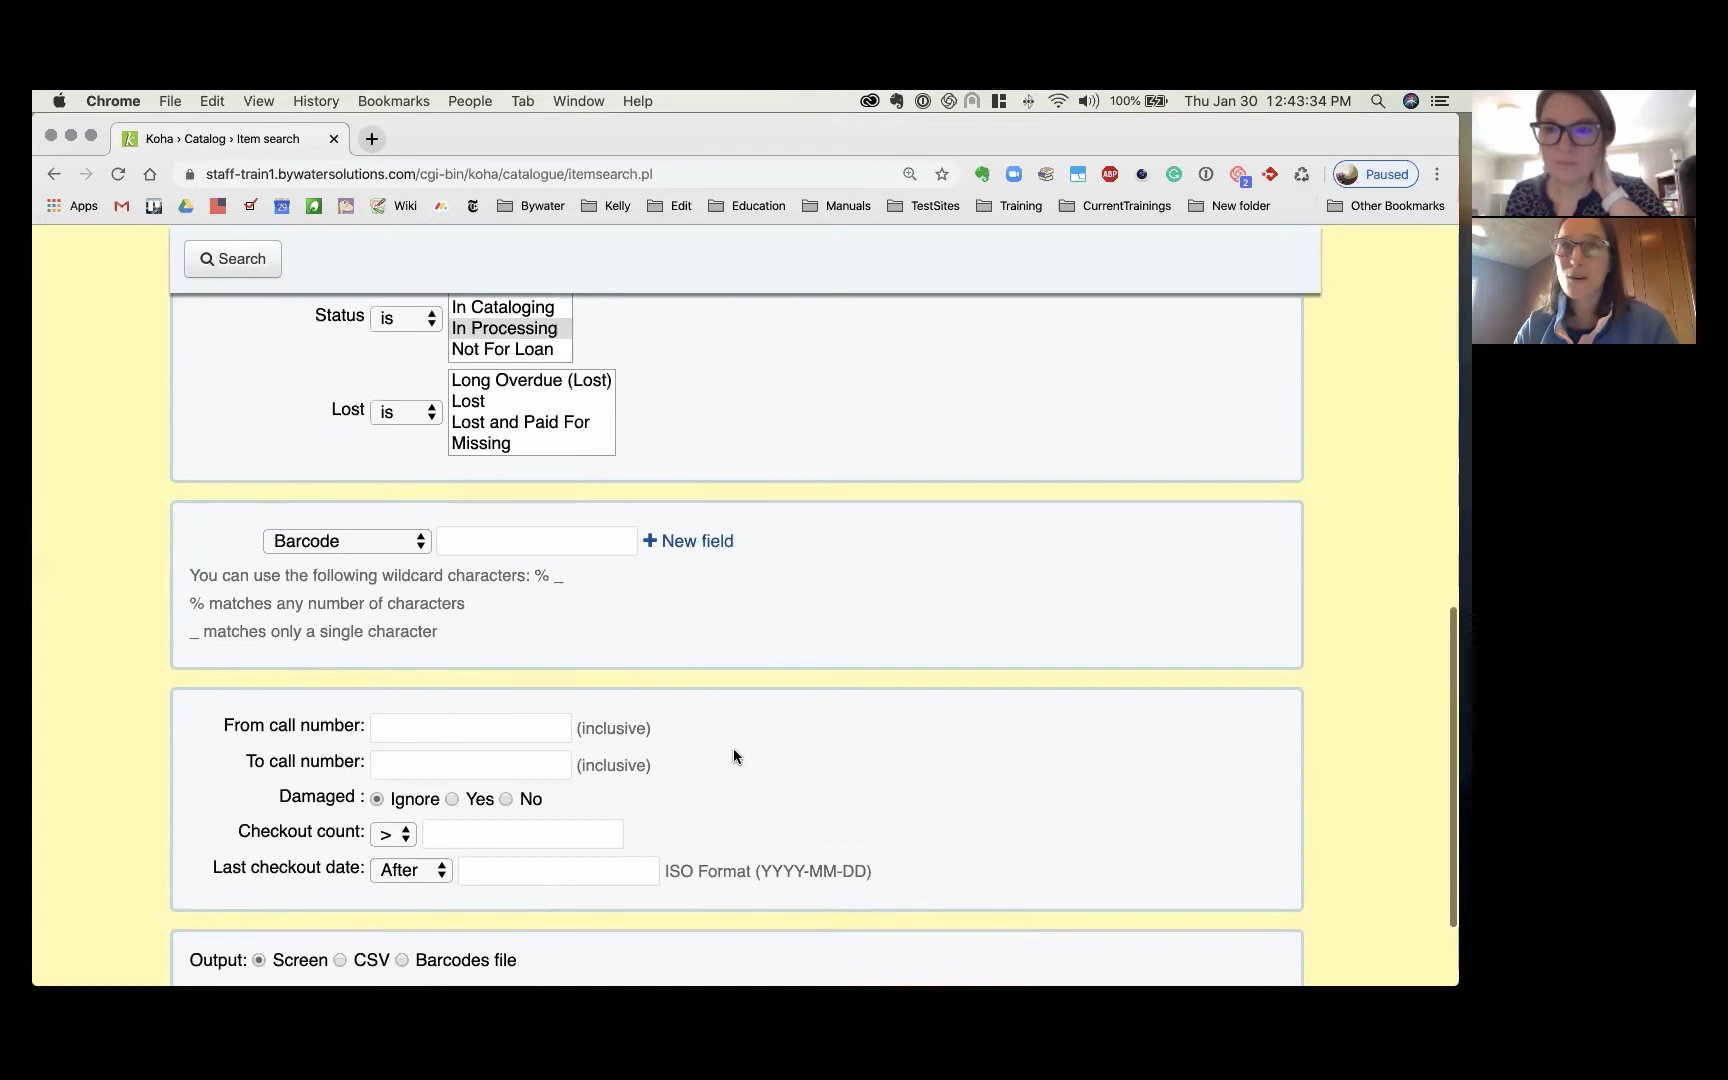 Chrome File Edit View History Bookmarks People Tab Window Help 100% Thu Jan 30 12:43:34 PM
Koha › Catalog › Item search
staff-train1.bywatersolutions.com/cgi-bin/koha/catalogue/itemsearch.pl ABP 2 Paused
Apps 29 Wiki Bywater Kelly Edit Education Manuals TestSites Training CurrentTrainings New folder Other Bookmarks
Search
Status is In Cataloging
In Processing
Not For Loan
Lost is Long Overdue (Lost)
Lost
Lost and Paid For
Missing
Barcode + New field
You can use the following wildcard characters: % _
% matches any number of characters
_ matches only a single character
From call number: (inclusive)
To call number: (inclusive)
Damaged : Ignore Yes No
Checkout count: >
Last checkout date: After ISO Format (YYYY-MM-DD)
Output: Screen CSV Barcodes file